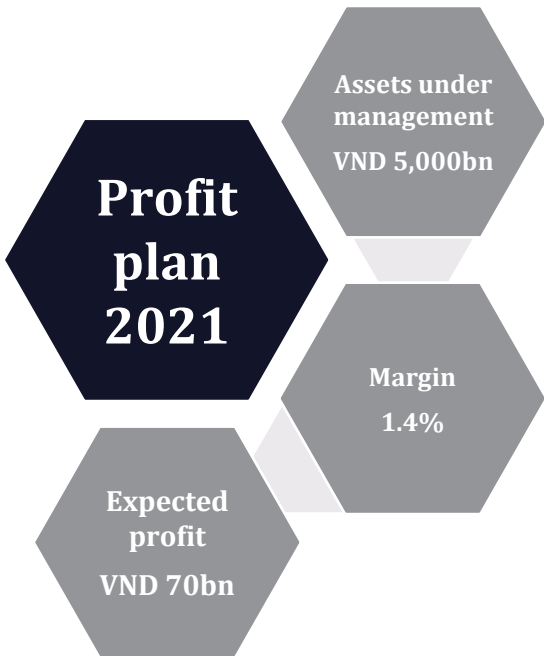 Profit
plan
2021
Assets under
management
VND 5,000bn
Margin
1.4%
Expected
profit
VND 70bn